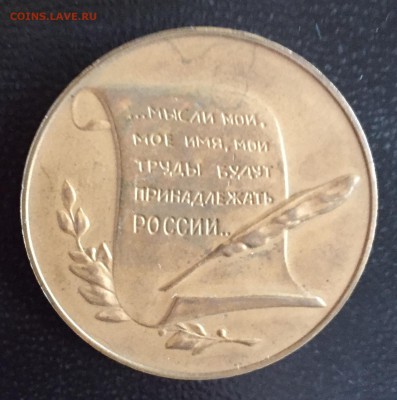 COINS.LAVE.RU
...МЫСЛИ МОИ,
МОЕ ИМЯ, МОИ
ТРУДЫ БУДУТ
ПРИНАДЛЕЖАТЬ
РОССИИ...